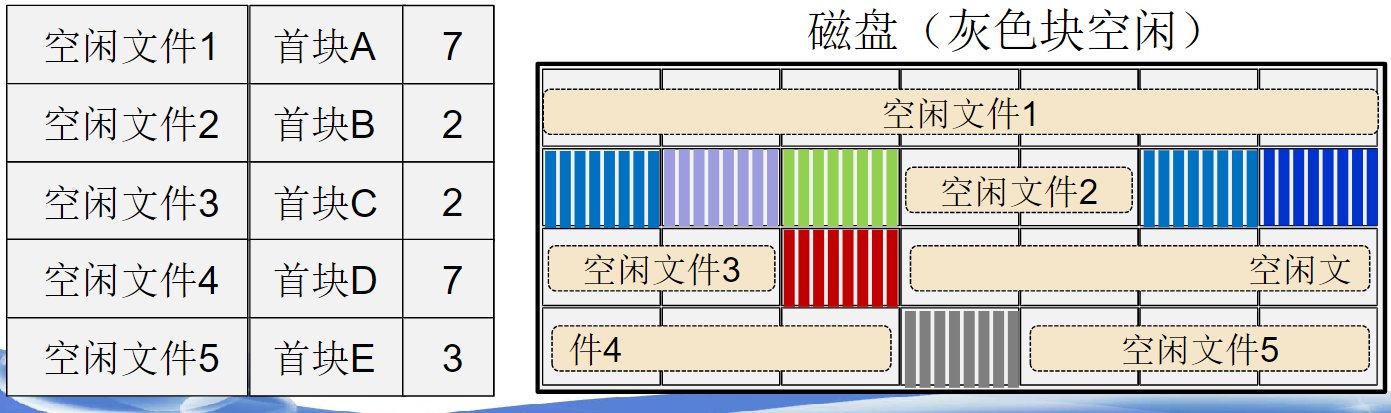 空闲文件1 首块A 7
空闲文件2 首块B 2
空闲文件3 首块C 2
空闲文件4 首块D 7
空闲文件5 首块E 3
磁盘（灰色块空闲）
空闲文件1
空闲文件2
空闲文件3 空闲文
件4 空闲文件5